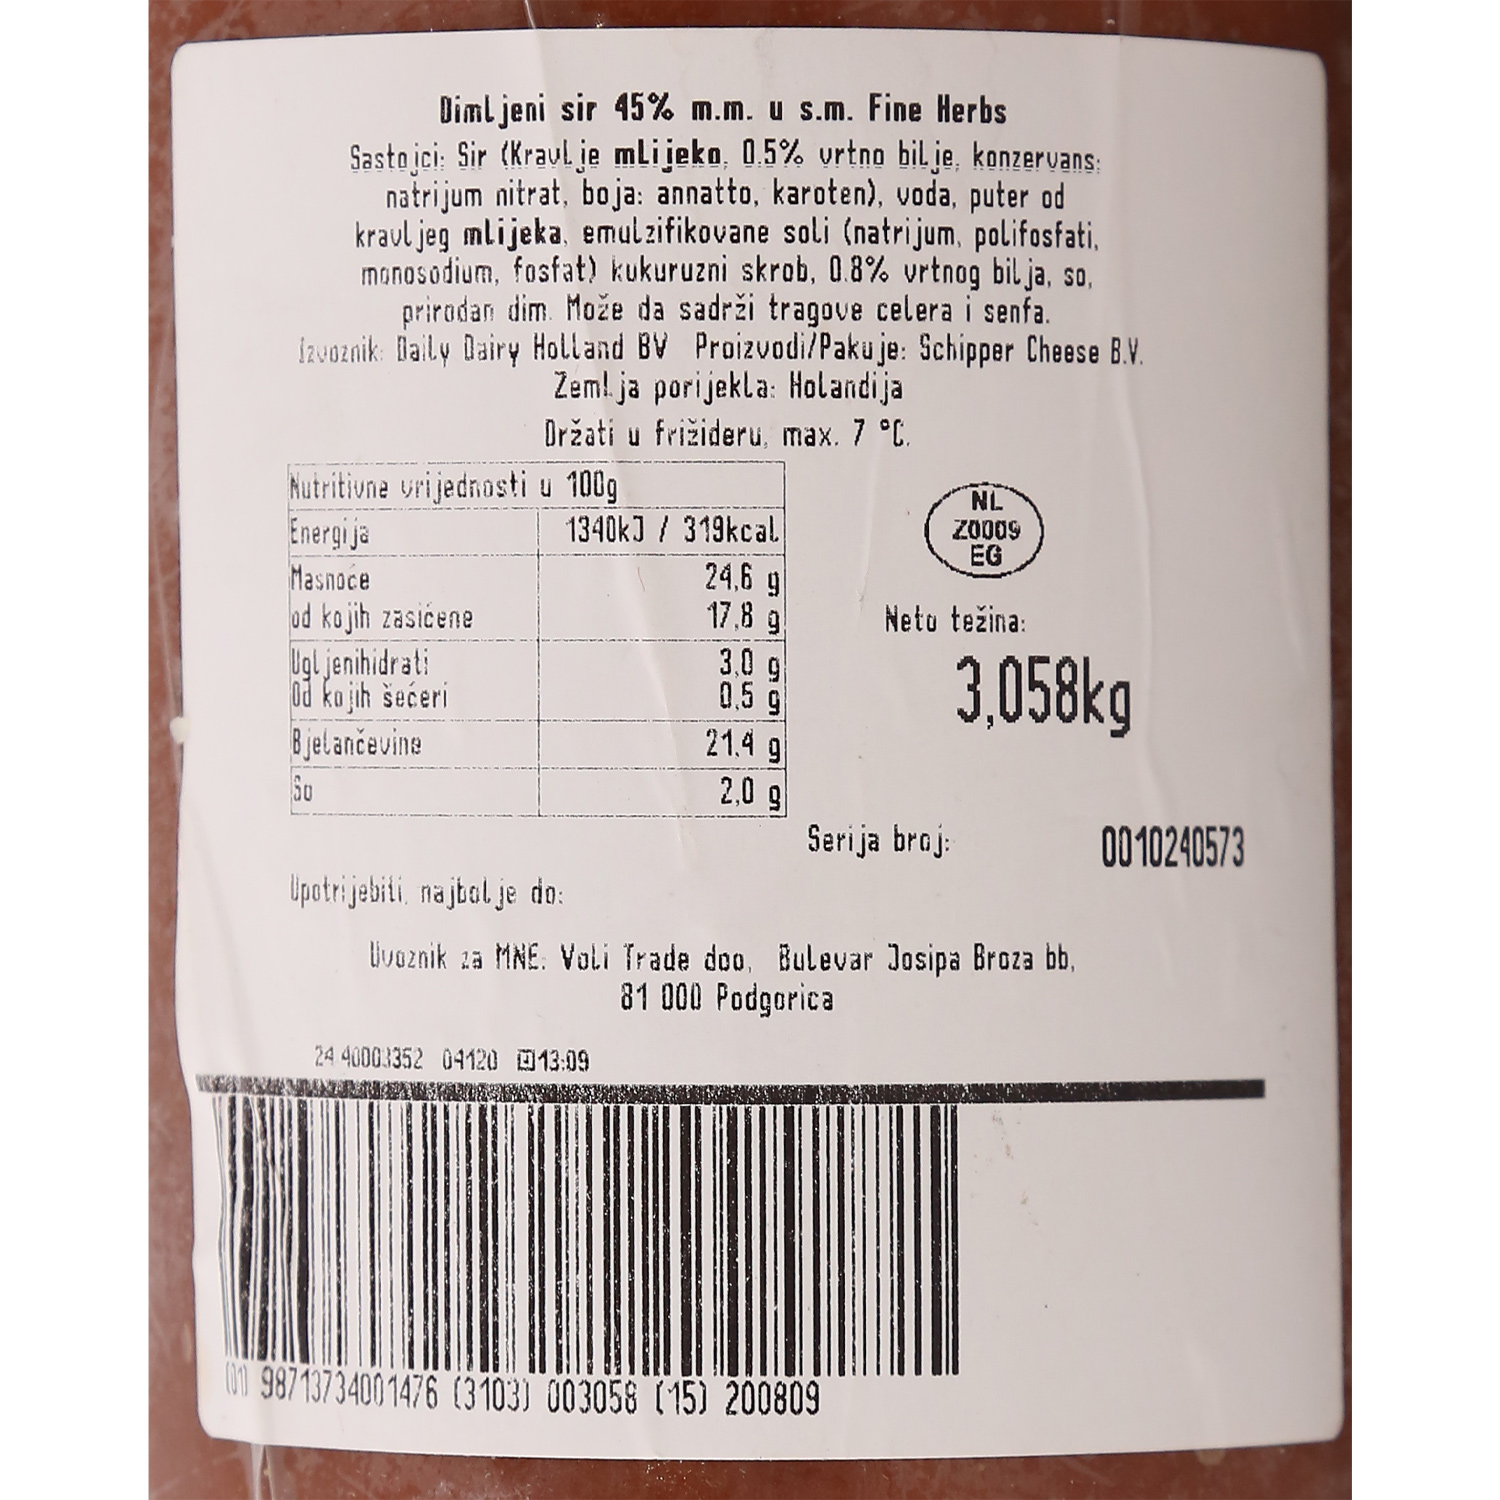 Dimljeni sir 45% m.m. u s.m. Fine Herbs
Sastojci: Sir (Kravlje mlijeko, 0.5% vrtno bilje, konzervans:
natrijum nitrat, boja: annatto, karoten), voda, puter od
kravljeg mlijeka, emulzifikovane soli (natrijum, polifosfati,
monosodium, fosfat) kukuruzni skrob, 0.8% vrtnog bilja, so,
prirodan dim. Može da sadrži tragove celera i senfa.
Izvoznik: Daily Dairy Holland BV Proizvodi/Pakuje: Schipper Cheese B.V.
Zemlja porijekla: Holandija
Držati u frižideru, max. 7 °C.
Nutritivne vrijednosti u 100g
Energija 1340kJ / 319kcal
Masnoće 24,6 g
od kojih zasićene 17,8 g
Ugljenihidrati 3,0 g
Od kojih šećeri 0,5 g
Bjelančevine 21,4 g
So 2,0 g
NL
Z0009
EG
Neto težina:
3,058kg
Serija broj: 0010240573
Upotrijebiti, najbolje do:
Uvoznik za MNE: Voli Trade doo, Bulevar Josipa Broza bb,
81 000 Podgorica
24 40003352 04120 13:09
(01) 98713734001476 (3103) 003058 (15) 200809